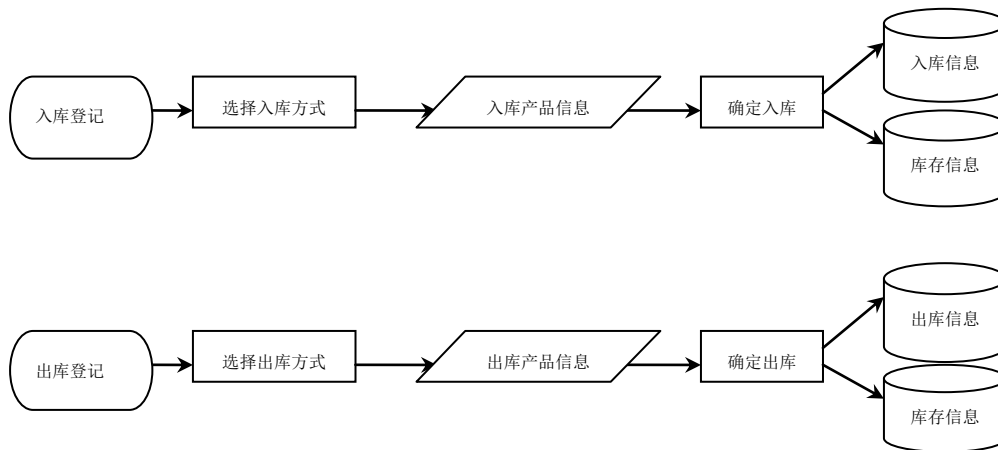 入库登记
选择入库方式
入库产品信息
确定入库
入库信息
库存信息
出库登记
选择出库方式
出库产品信息
确定出库
出库信息
库存信息